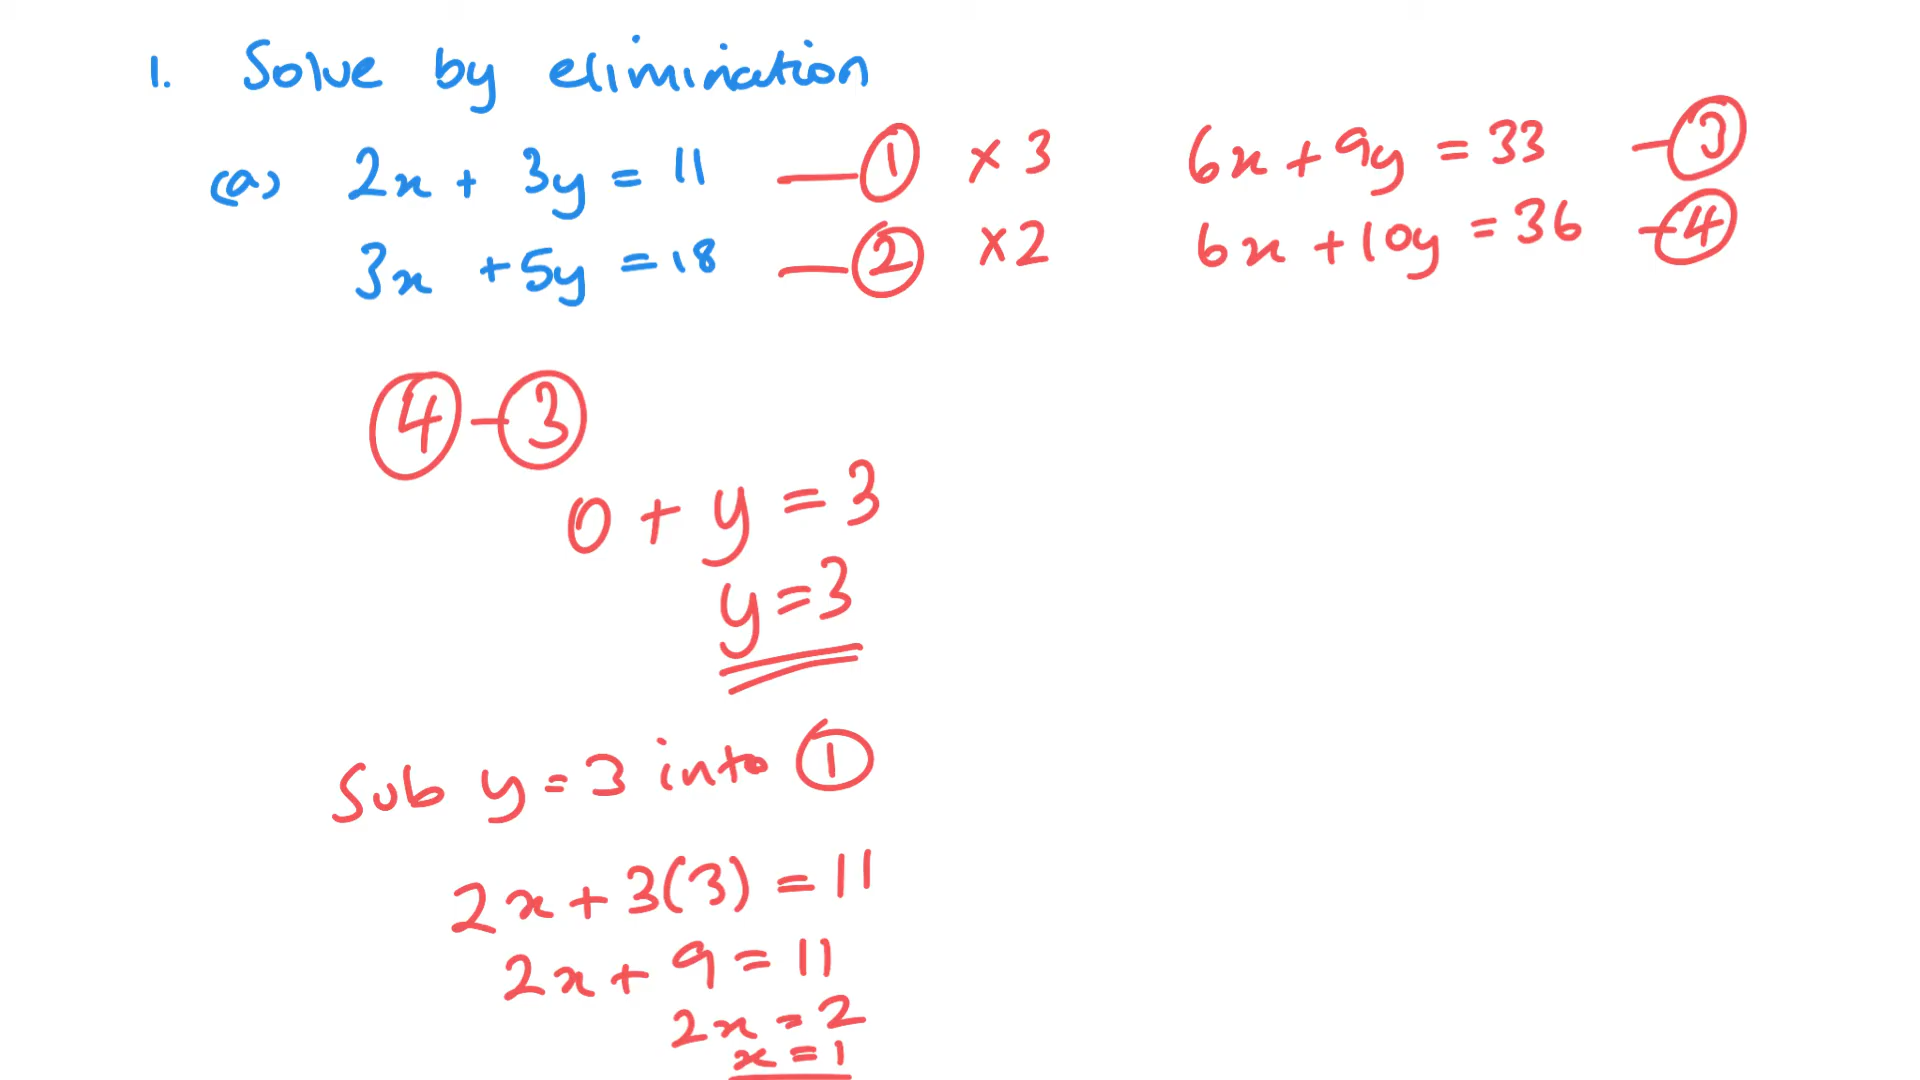 1. Solve by elimination
(a) 2x + 3y = 11 —① × 3 6x + 9y = 33 —③
3x + 5y = 18 —② × 2 6x + 10y = 36 —④
④ - ③
0 + y = 3
y = 3
Sub y = 3 into ①
2x + 3(3) = 11
2x + 9 = 11
2x = 2
x = 1